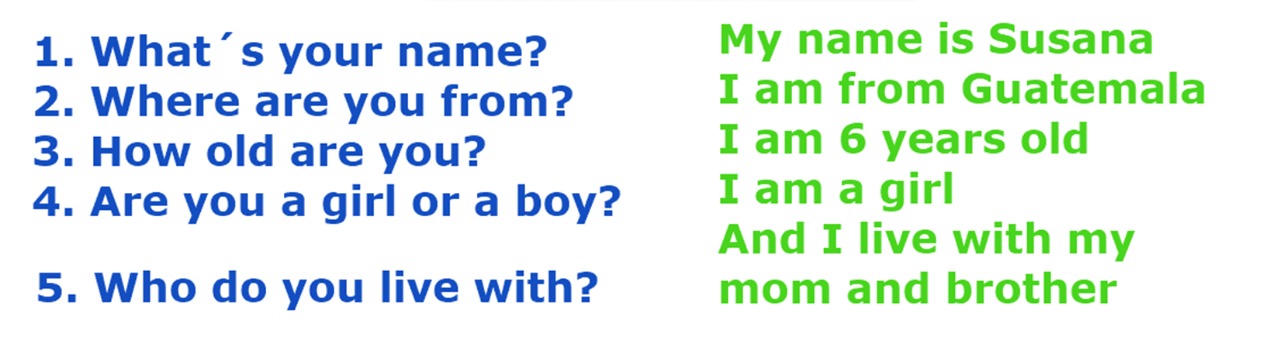 1. What´s your name?
2. Where are you from?
3. How old are you?
4. Are you a girl or a boy?
5. Who do you live with?
My name is Susana
I am from Guatemala
I am 6 years old
I am a girl
And I live with my
mom and brother